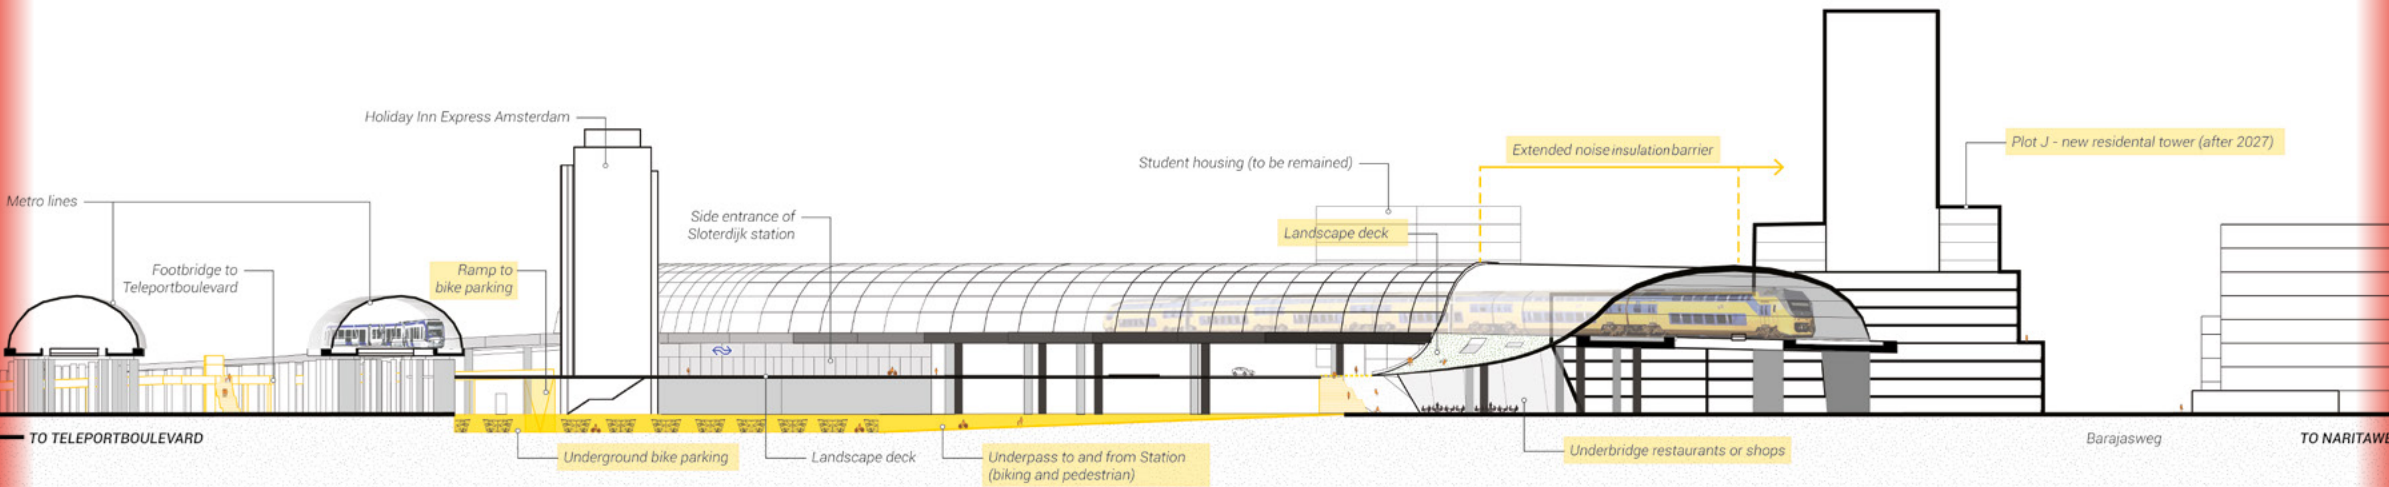 Holiday Inn Express Amsterdam
Metro lines
Footbridge to
Teleportboulevard
Ramp to
bike parking
Side entrance of
Sloterdijk station
Student housing (to be remained)
Landscape deck
Extended noise insulation barrier
Plot J - new residental tower (after 2027)
TO TELEPORTBOULEVARD
Underground bike parking
Landscape deck
Underpass to and from Station
(biking and pedestrian)
Underbridge restaurants or shops
Barajasweg
TO NARITAWE